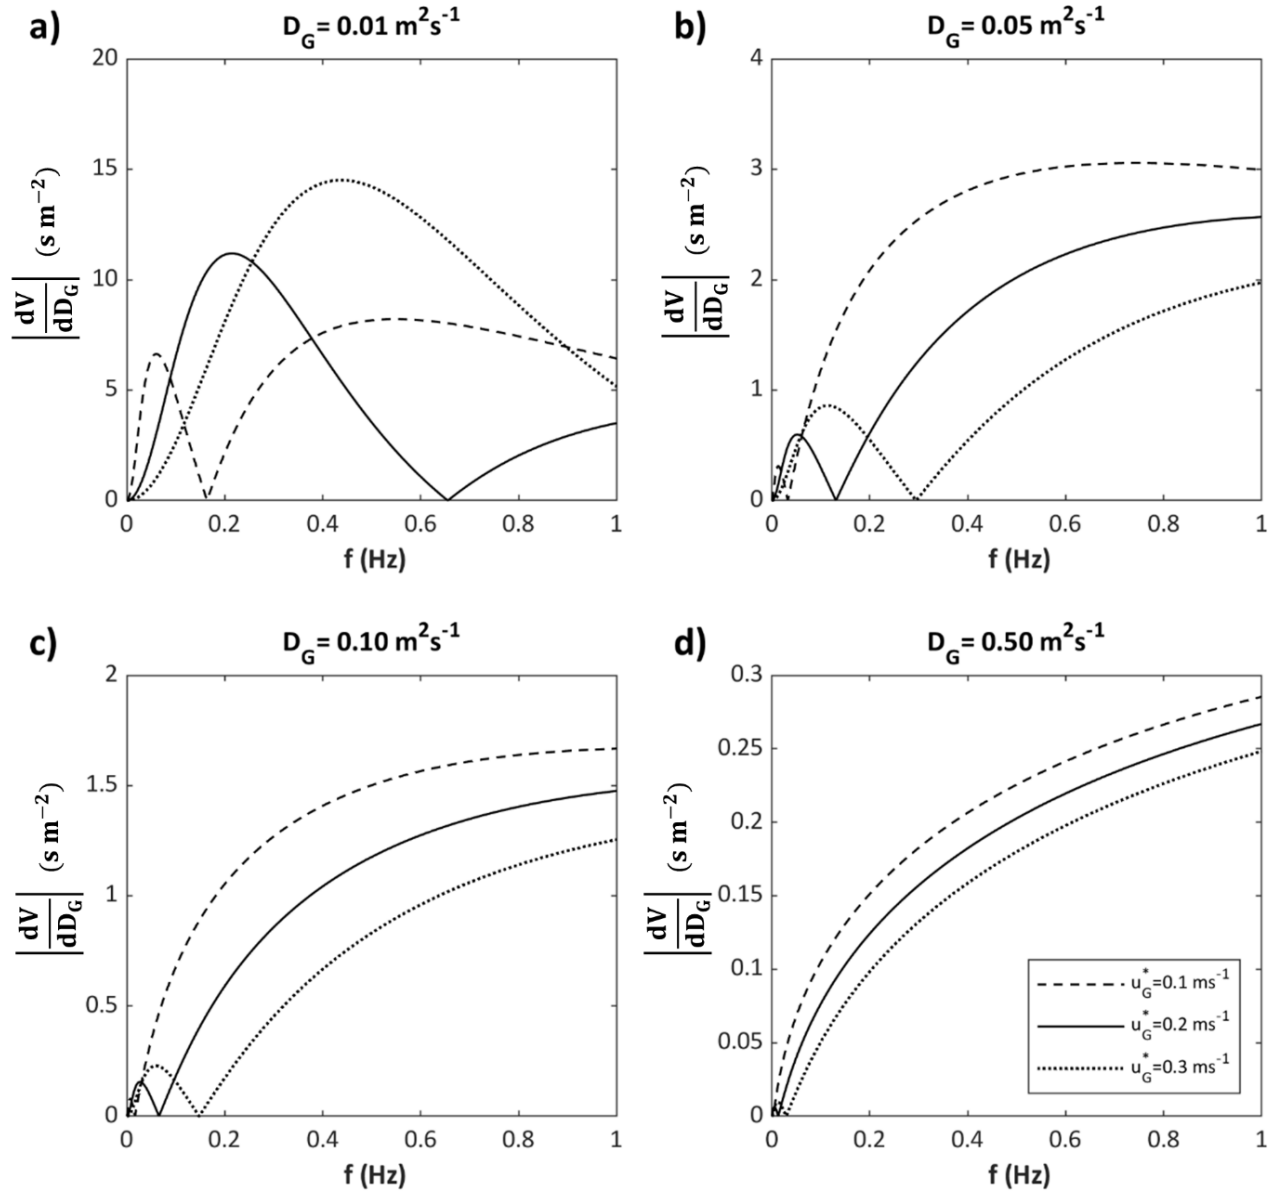 a) D_G= 0.01 m²s⁻¹
20
15
10
5
0
0 0.2 0.4 0.6 0.8 1
f (Hz)
|dV/dD_G| (s m⁻²)
b) D_G= 0.05 m²s⁻¹
4
3
2
1
0
0 0.2 0.4 0.6 0.8 1
f (Hz)
|dV/dD_G| (s m⁻²)
c) D_G= 0.10 m²s⁻¹
2
1.5
1
0.5
0
0 0.2 0.4 0.6 0.8 1
f (Hz)
|dV/dD_G| (s m⁻²)
d) D_G= 0.50 m²s⁻¹
0.3
0.25
0.2
0.15
0.1
0.05
0
0 0.2 0.4 0.6 0.8 1
f (Hz)
|dV/dD_G| (s m⁻²)
u*_G=0.1 ms⁻¹
u*_G=0.2 ms⁻¹
u*_G=0.3 ms⁻¹